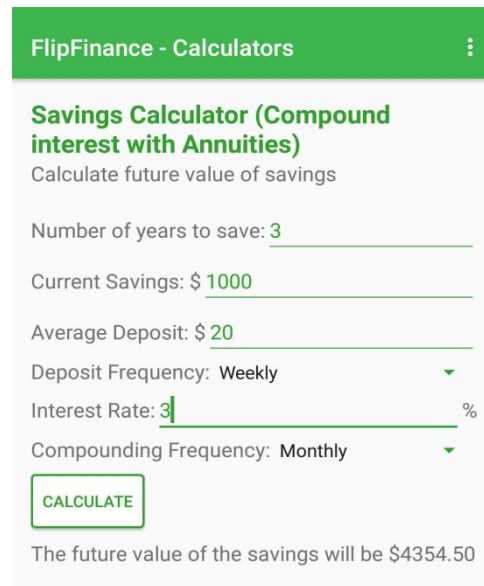 FlipFinance - Calculators
Savings Calculator (Compound
interest with Annuities)
Calculate future value of savings
Number of years to save: 3
Current Savings: $ 1000
Average Deposit: $ 20
Deposit Frequency: Weekly
Interest Rate: 3 %
Compounding Frequency: Monthly
CALCULATE
The future value of the savings will be $4354.50